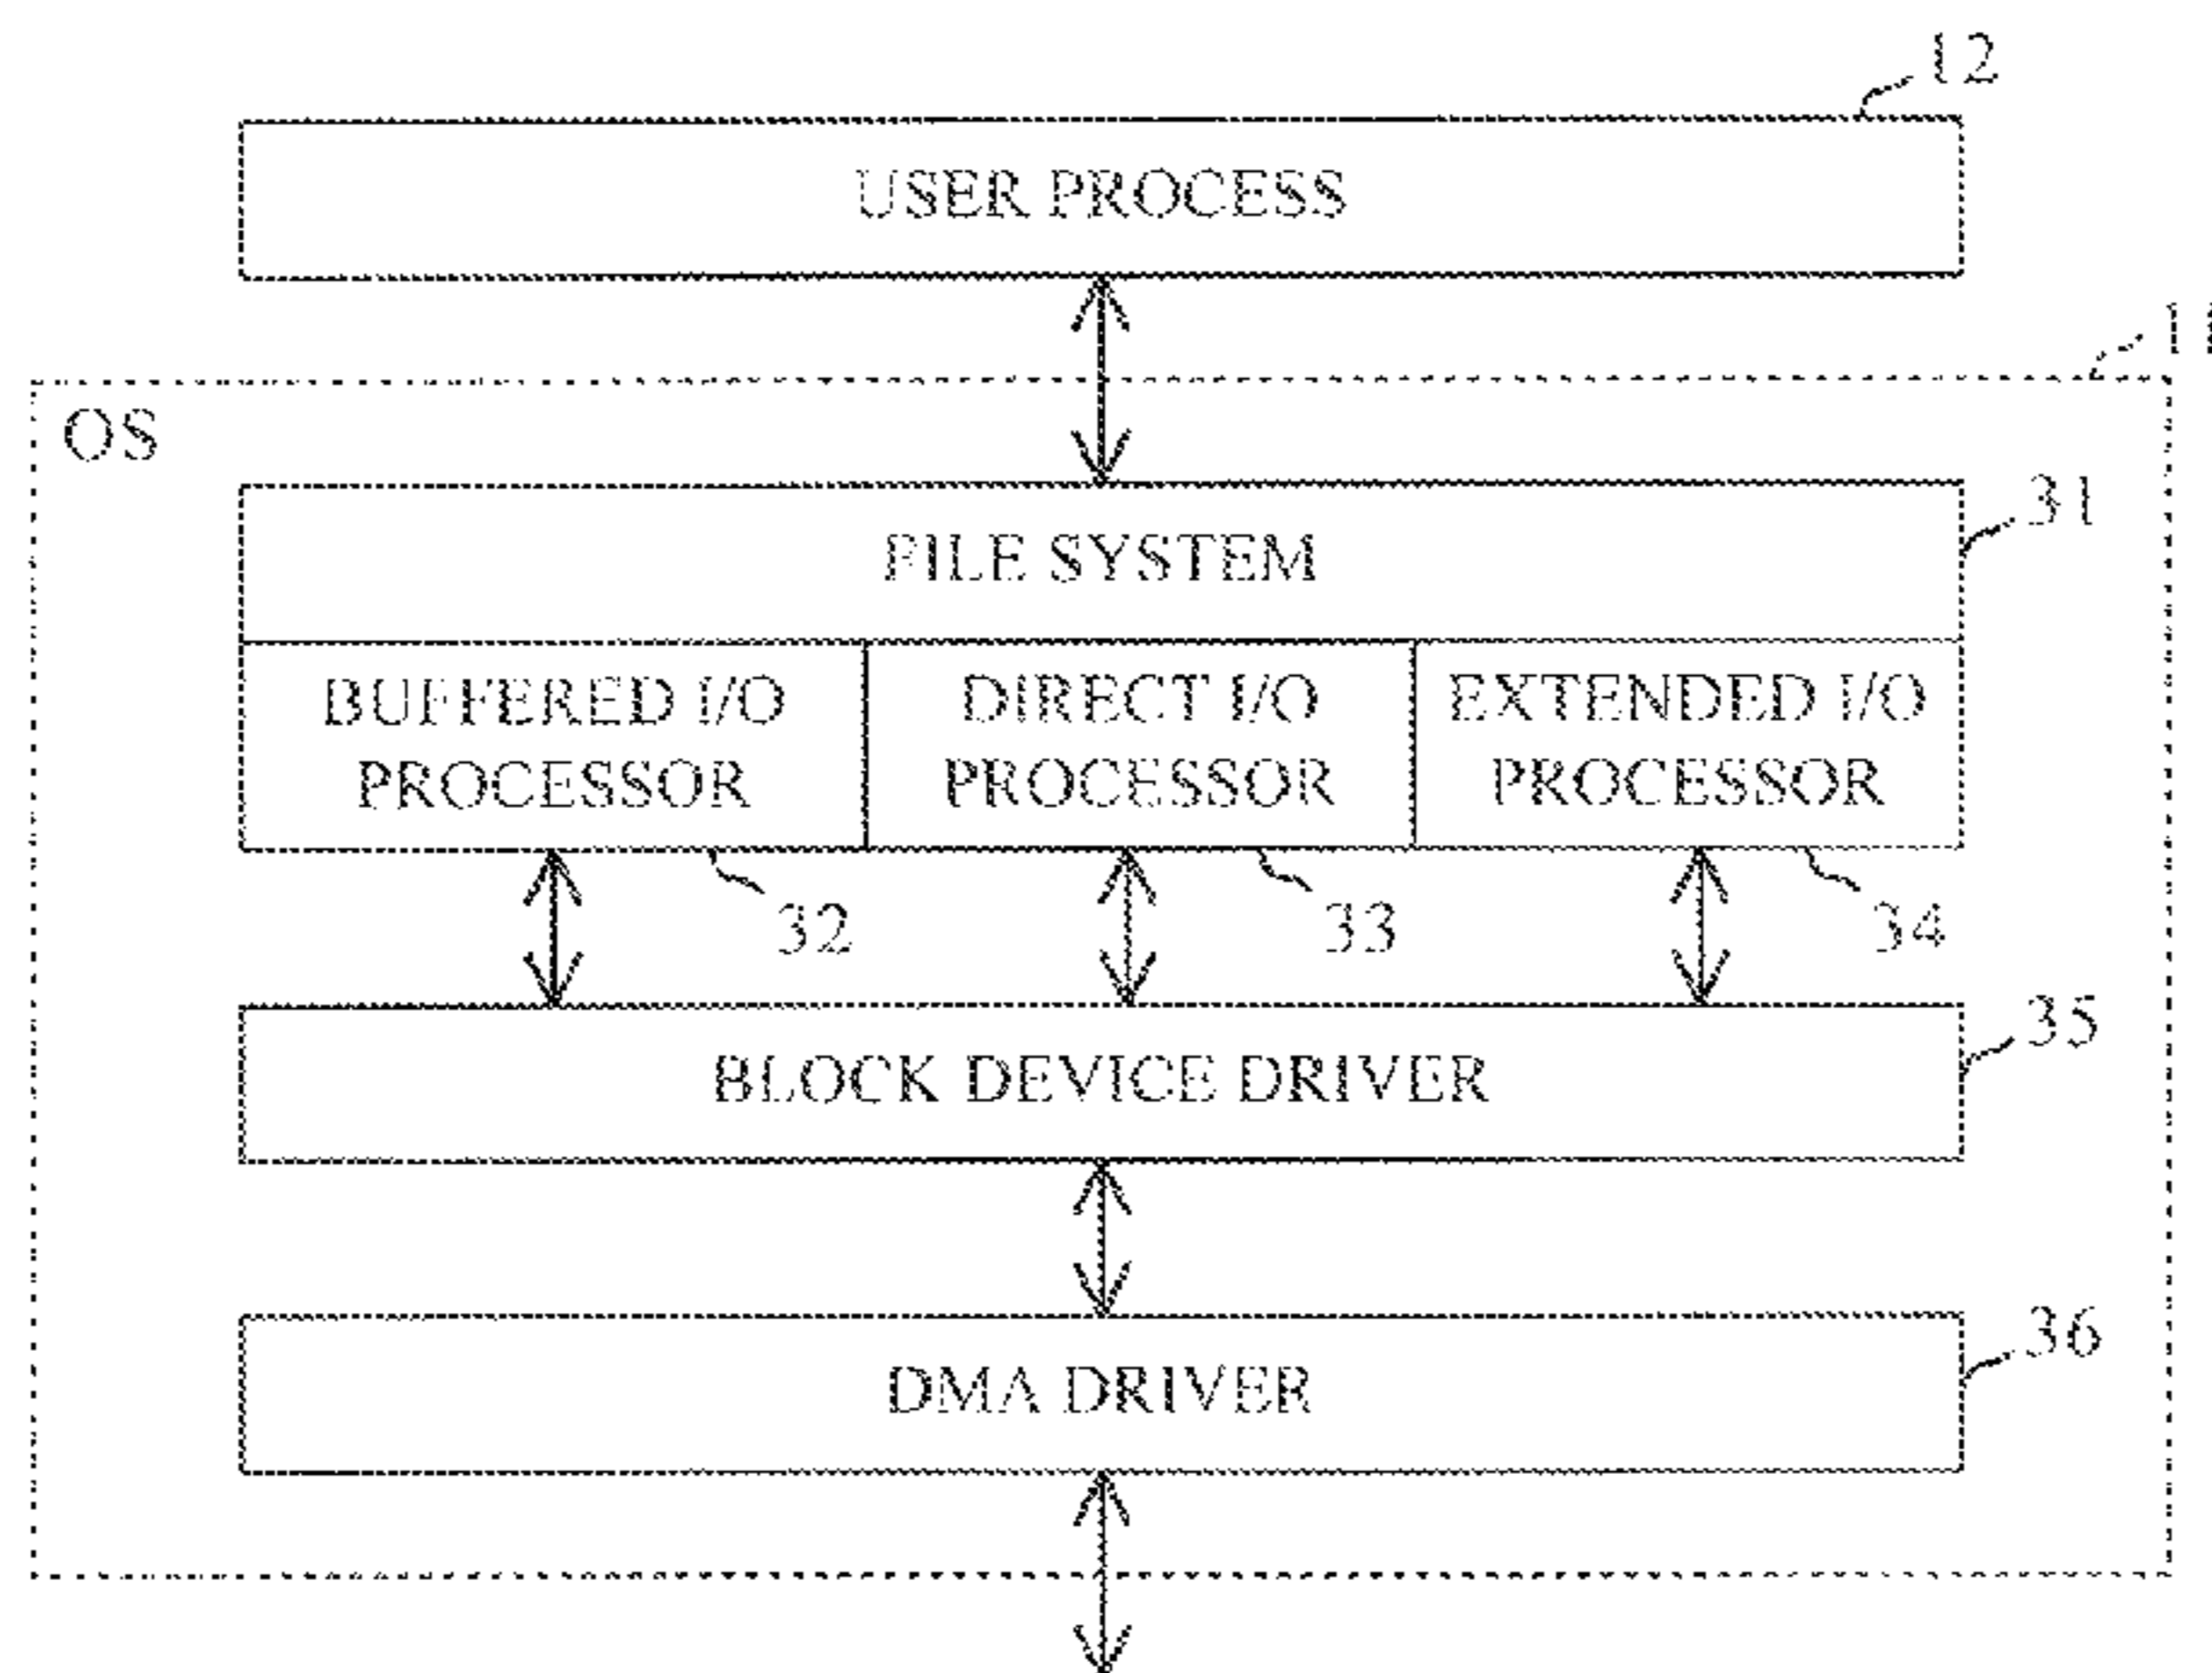 12
USER PROCESS
11
OS
31
FILE SYSTEM
BUFFERED I/O
PROCESSOR
DIRECT I/O
PROCESSOR
EXTENDED I/O
PROCESSOR
32
33
34
35
BLOCK DEVICE DRIVER
36
DMA DRIVER